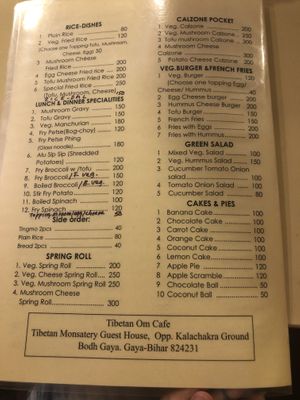 RICE-DISHES
1 Plain Rice 80
2 Veg. Fried Rice 120
(Choose one Topping Tofu, Mushroom,
Cheese, Egg) 50
3 Mushroom Cheese
Fried Rice 200
4 Egg Cheese Fried Rice 200
5 Tofu Mushroom Fried Rice 200
6 Special Fried Rice 250
(Tofu, Mushroom, Cheese)
LUNCH & DINNER SPECIALITIES
1. Mushroom Gravy 150
2. Tofu Gravy 150
3. Veg. Manchurian 180
4. Fry Petse(Bog-choy) 120
5. Fry Petse Phing
(Glass noodle) 180
6. Alu Sip Sip (Shredded
Potatoes) 120
7. Fry Broccoli w /Tofu 200
8. Fry Broccoli /F. veg. 150
9. Boiled Broccoli /B. veg. 150
10. Stir Fry Potato 120
11. Boiled Spinach 100
12. Fry Spinach 120
Topping m.room/egg/cheese 50
Side order:
Tingmo 2pcs 40
Plain Rice 80
Bread 2pcs 40
SPRING ROLL
1. Veg. Spring Roll 200
2. Veg. Cheese Spring Roll 250
3. Veg. Mushroom Spring Roll 250
4. Mushroom Cheese
Spring Roll 300
CALZONE POCKET
1. Veg. Calzone 200
2. Tofu mushroom Calzone 200
3. Tofu mushroom Calzone 200
4. Mushroom Cheese
Calzone 200
5 Potato Cheese Calzone 200
VEG.BURGER &FRENCH FRIES
1 Veg. Burger 120
(Choose one topping Egg/
Cheese/ Hummus) 40
2 Egg Cheese Burger 200
3 Hummus Cheese Burger 200
4 Tofu Burger 150
5 French Fries 150
6 Fries with Eggs 200
7 Fries with Hummus 200
GREEN SALAD
1 Mixed Veg. Salad 100
2 Veg. Hummus Salad 180
3 Cucumber Tomato Onion
salad 100
4 Tomato Onion Salad 100
5 Cucumber Salad 80
CAKES & PIES
1 Banana Cake 100
2 Chocolate Cake 100
3 Carrot Cake 100
4 Orange Cake 100
5 Coconut Cake 100
6 Lemon Cake 100
7 Apple Pie 120
8 Apple Scramble 120
9 Chocolate Ball 50
10 Coconut Ball 50
Tibetan Om Cafe
Tibetan Monsatery Guest House, Opp. Kalachakra Ground
Bodh Gaya. Gaya-Bihar 824231